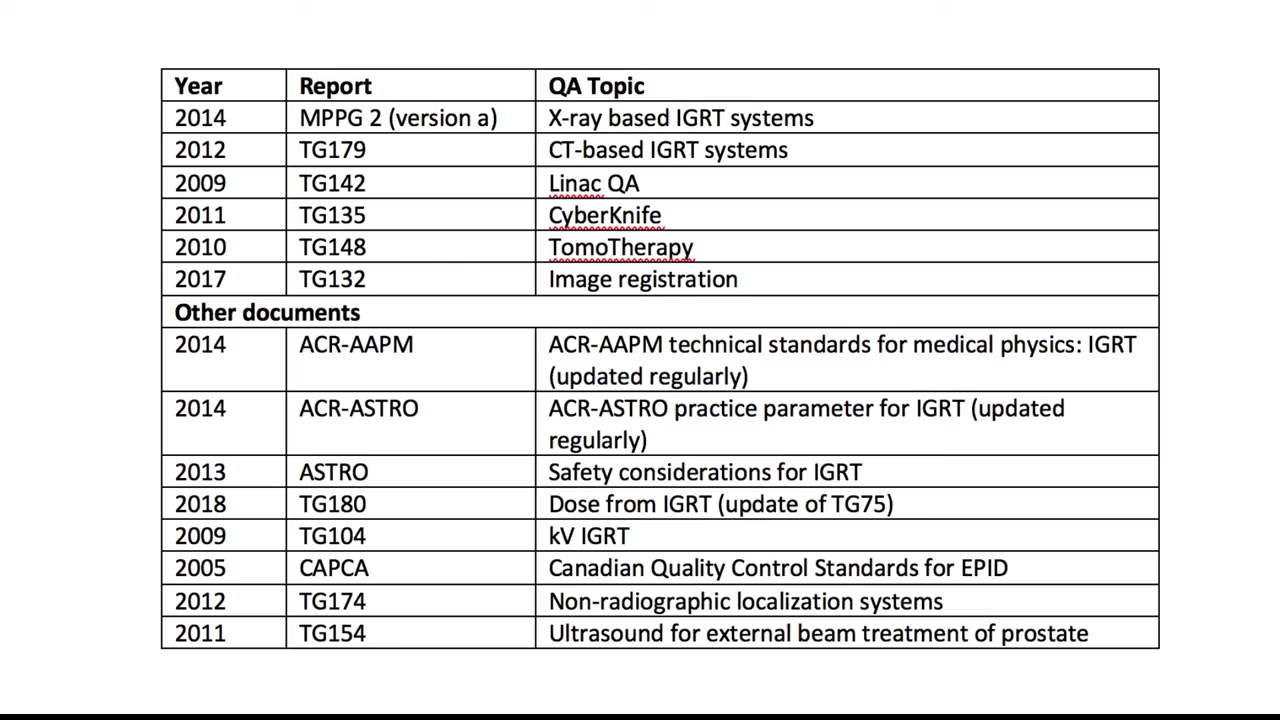 Year Report QA Topic
2014 MPPG 2 (version a) X-ray based IGRT systems
2012 TG179 CT-based IGRT systems
2009 TG142 Linac QA
2011 TG135 CyberKnife
2010 TG148 TomoTherapy
2017 TG132 Image registration
Other documents
2014 ACR-AAPM ACR-AAPM technical standards for medical physics: IGRT
(updated regularly)
2014 ACR-ASTRO ACR-ASTRO practice parameter for IGRT (updated
regularly)
2013 ASTRO Safety considerations for IGRT
2018 TG180 Dose from IGRT (update of TG75)
2009 TG104 kV IGRT
2005 CAPCA Canadian Quality Control Standards for EPID
2012 TG174 Non-radiographic localization systems
2011 TG154 Ultrasound for external beam treatment of prostate